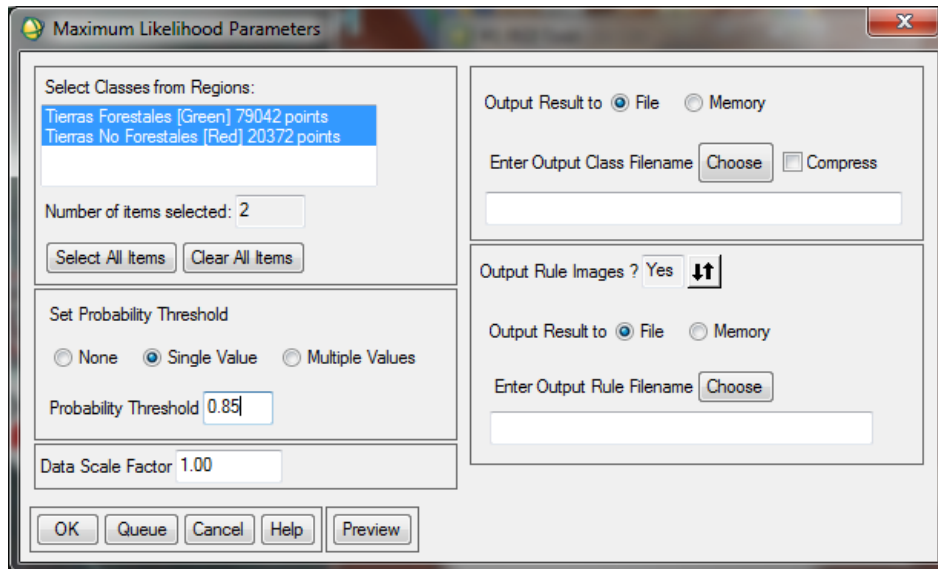 Maximum Likelihood Parameters
Select Classes from Regions:
Tierras Forestales [Green] 79042 points
Tierras No Forestales [Red] 20372 points
Number of items selected: 2
Select All Items Clear All Items
Set Probability Threshold
None Single Value Multiple Values
Probability Threshold 0.85
Data Scale Factor 1.00
OK Queue Cancel Help Preview
Output Result to File Memory
Enter Output Class Filename Choose Compress
Output Rule Images ? Yes
Output Result to File Memory
Enter Output Rule Filename Choose